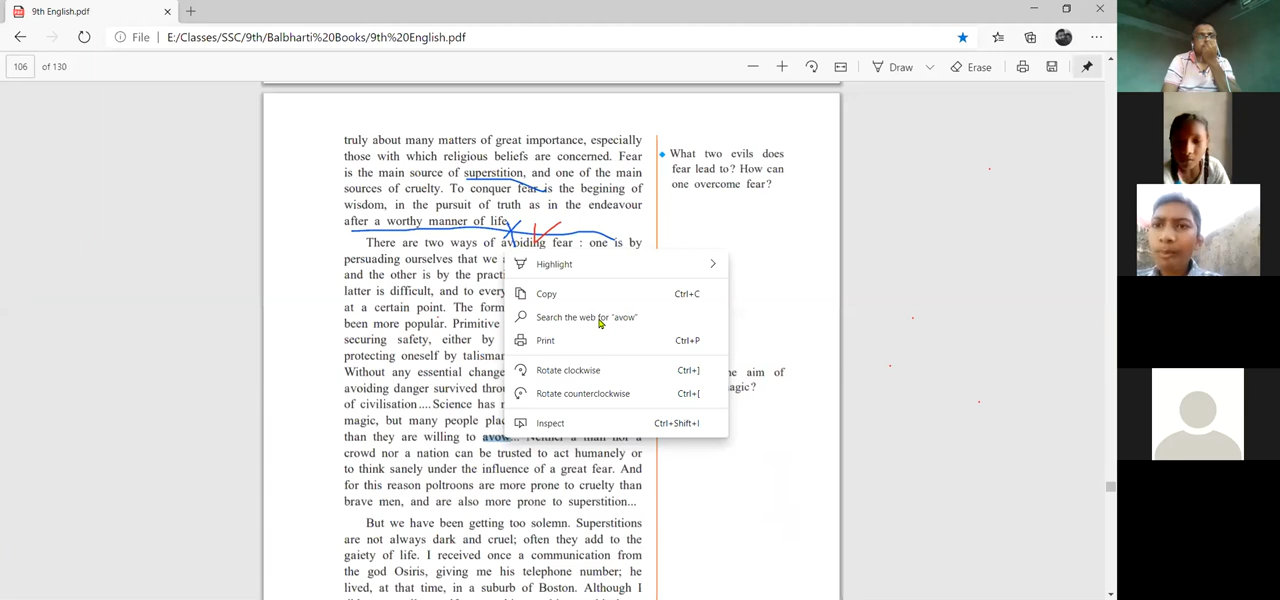 9th English.pdf
File
E:/Classes/SSC/9th/Balbharti%20Books/9th%20English.pdf
106 of 130
Draw
Erase
truly about many matters of great importance, especially
those with which religious beliefs are concerned. Fear
is the main source of superstition, and one of the main
sources of cruelty. To conquer fear is the begining of
wisdom, in the pursuit of truth as in the endeavour
after a worthy manner of life.
There are two ways of avoiding fear : one is by
persuading ourselves that we
and the other is by the practi
latter is difficult, and to every
at a certain point. The form
been more popular. Primitive
securing safety, either by
protecting oneself by talisma
Without any essential change
avoiding danger survived throu
of civilisation .... Science has
magic, but many people plac
than they are willing to avow... Neither a man nor a
crowd nor a nation can be trusted to act humanely or
to think sanely under the influence of a great fear. And
for this reason poltroons are more prone to cruelty than
brave men, and are also more prone to superstition...
But we have been getting too solemn. Superstitions
are not always dark and cruel; often they add to the
gaiety of life. I received once a communication from
the god Osiris, giving me his telephone number; he
lived, at that time, in a suburb of Boston. Although I
What two evils does
fear lead to? How can
one overcome fear?
e aim of
agic?
Highlight
Copy Ctrl+C
Search the web for "avow"
Print Ctrl+P
Rotate clockwise Ctrl+]
Rotate counterclockwise Ctrl+[
Inspect Ctrl+Shift+I